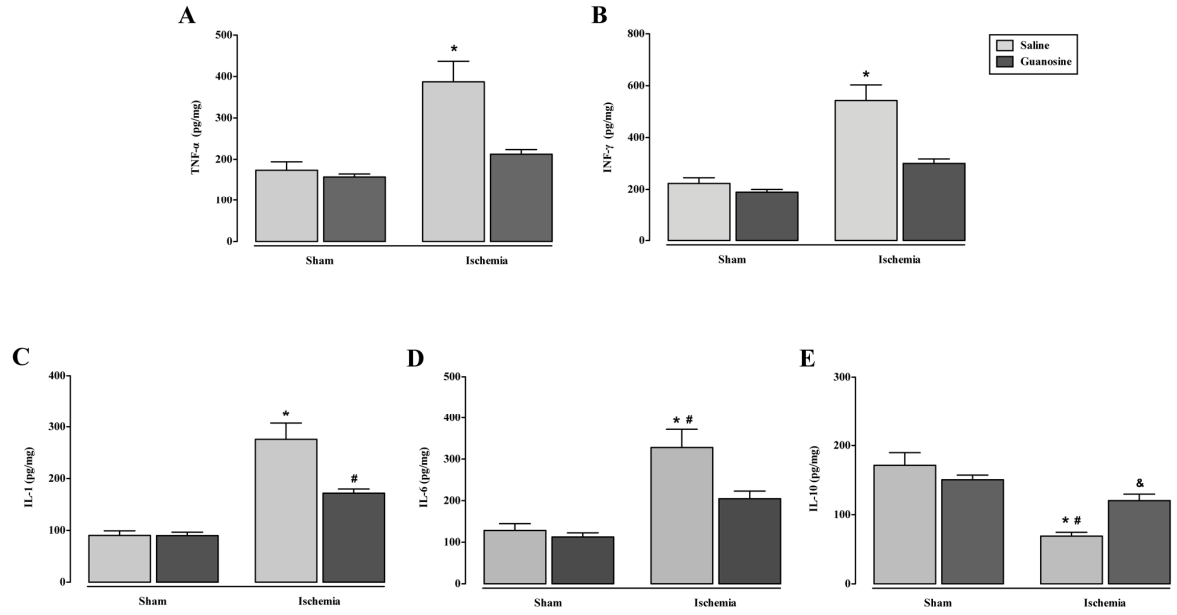 A
TNF-α (pg/mg)
500
400
300
200
100
0
*
Sham Ischemia
B
INF-γ (pg/mg)
800
600
400
200
0
*
Sham Ischemia
Saline
Guanosine
C
IL-1 (pg/mg)
400
300
200
100
0
*
#
Sham Ischemia
D
IL-6 (pg/mg)
500
400
300
200
100
0
* #
Sham Ischemia
E
IL-10 (pg/mg)
300
200
100
0
* #
&
Sham Ischemia